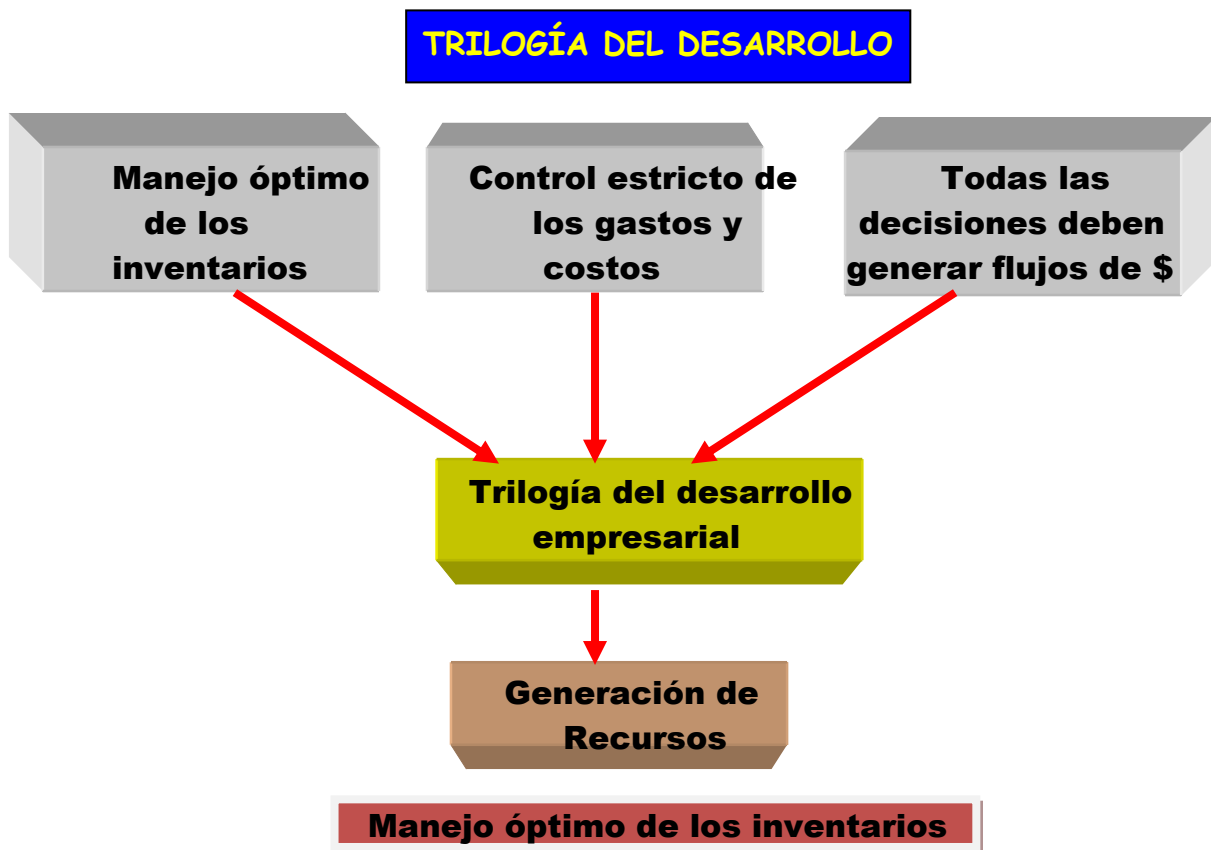 TRILOGÍA DEL DESARROLLO
Manejo óptimo
de los
inventarios
Control estricto de
los gastos y
costos
Todas las
decisiones deben
generar flujos de $
Trilogía del desarrollo
empresarial
Generación de
Recursos
Manejo óptimo de los inventarios